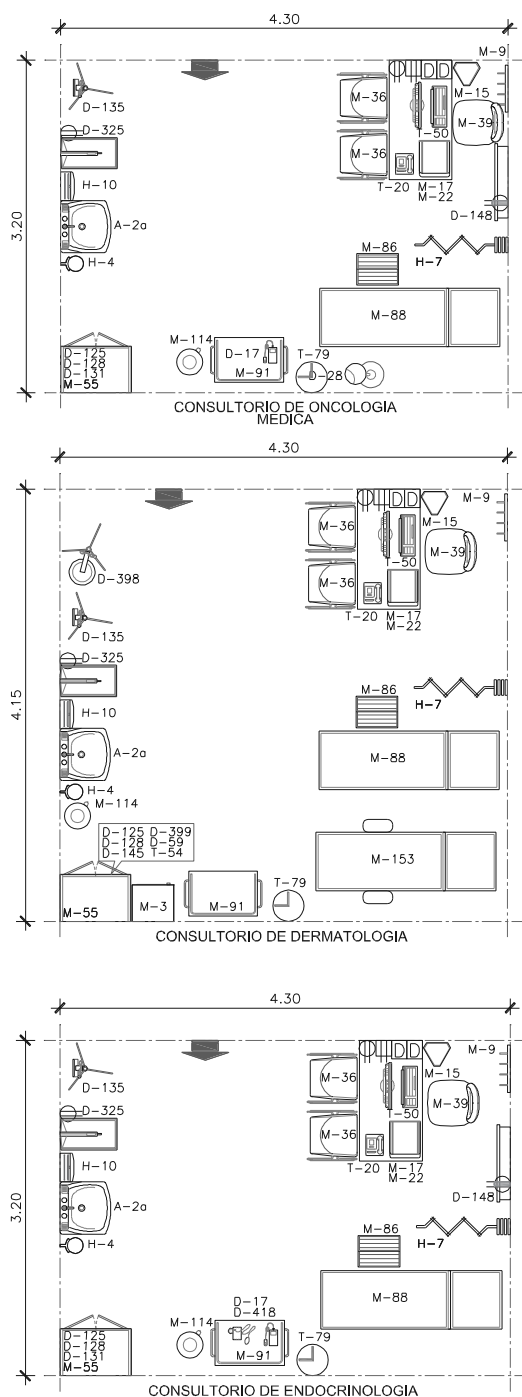 4.30
M-9
D-135
M-36
M-15
T-50
M-39
D-325
M-36
H-10
T-20
M-17
M-22
D-148
A-2a
3.20
H-4
M-86
H-7
M-88
M-114
D-17
T-79
D-125
D-128
D-131
M-55
M-91
D-28
CONSULTORIO DE ONCOLOGIA
MEDICA
4.30
M-9
M-36
M-15
T-50
M-39
D-398
M-36
D-135
T-20
M-17
M-22
D-325
4.15
H-10
M-86
H-7
A-2a
M-88
H-4
M-114
D-125 D-399
D-128 D-59
D-145 T-54
M-153
T-79
M-55
M-3
M-91
CONSULTORIO DE DERMATOLOGIA
4.30
M-9
D-135
M-36
M-15
T-50
M-39
D-325
M-36
H-10
T-20
M-17
M-22
D-148
3.20
A-2a
H-4
M-86
H-7
D-17
D-418
M-88
M-114
T-79
D-125
D-128
D-131
M-55
M-91
CONSULTORIO DE ENDOCRINOLOGIA